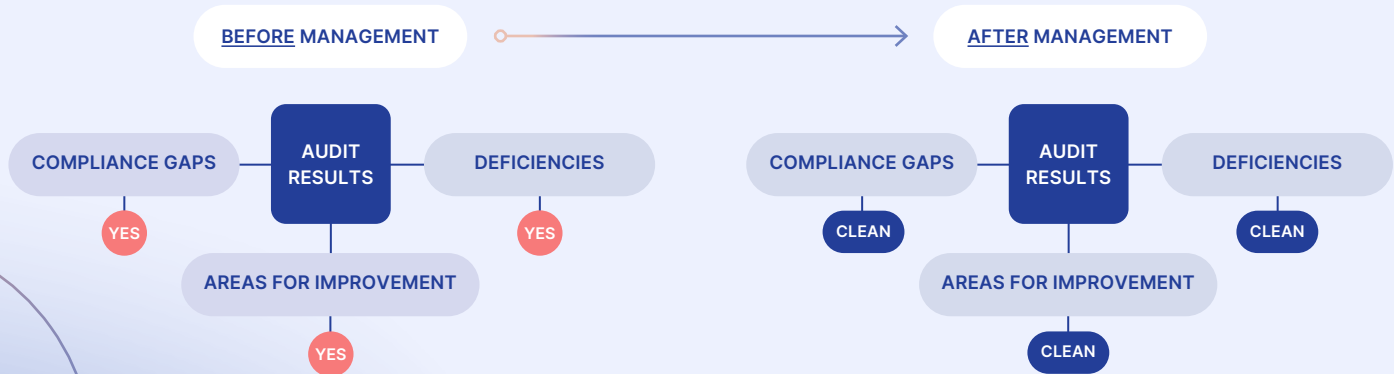 BEFORE MANAGEMENT
AFTER MANAGEMENT
COMPLIANCE GAPS
AUDIT
RESULTS
DEFICIENCIES
YES
YES
AREAS FOR IMPROVEMENT
YES
COMPLIANCE GAPS
AUDIT
RESULTS
DEFICIENCIES
CLEAN
CLEAN
AREAS FOR IMPROVEMENT
CLEAN